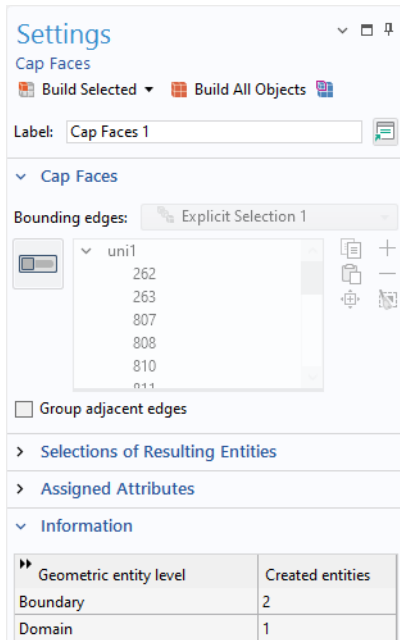 Settings
Cap Faces
Build Selected Build All Objects
Label: Cap Faces 1
Cap Faces
Bounding edges: Explicit Selection 1
uni1
262
263
807
808
810
811
Group adjacent edges
Selections of Resulting Entities
Assigned Attributes
Information
Geometric entity level Created entities
Boundary 2
Domain 1